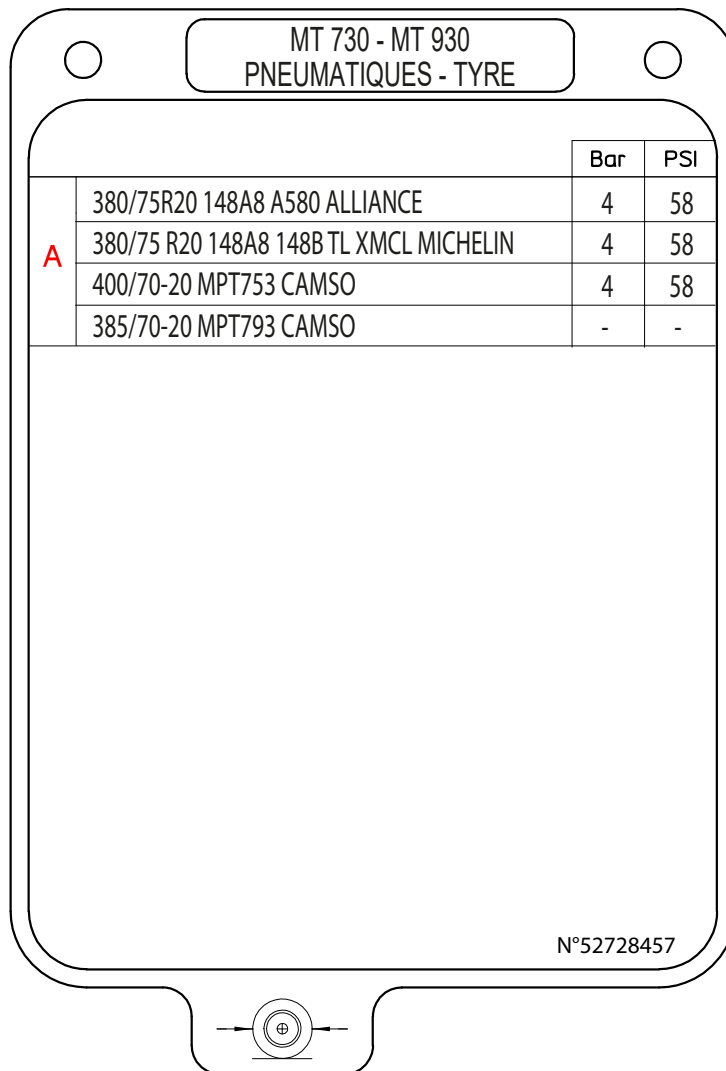 MT 730 - MT 930
PNEUMATIQUES - TYRE
Bar PSI
A
380/75R20 148A8 A580 ALLIANCE 4 58
380/75 R20 148A8 148B TL XMCL MICHELIN 4 58
400/70-20 MPT753 CAMSO 4 58
385/70-20 MPT793 CAMSO - -
N°52728457